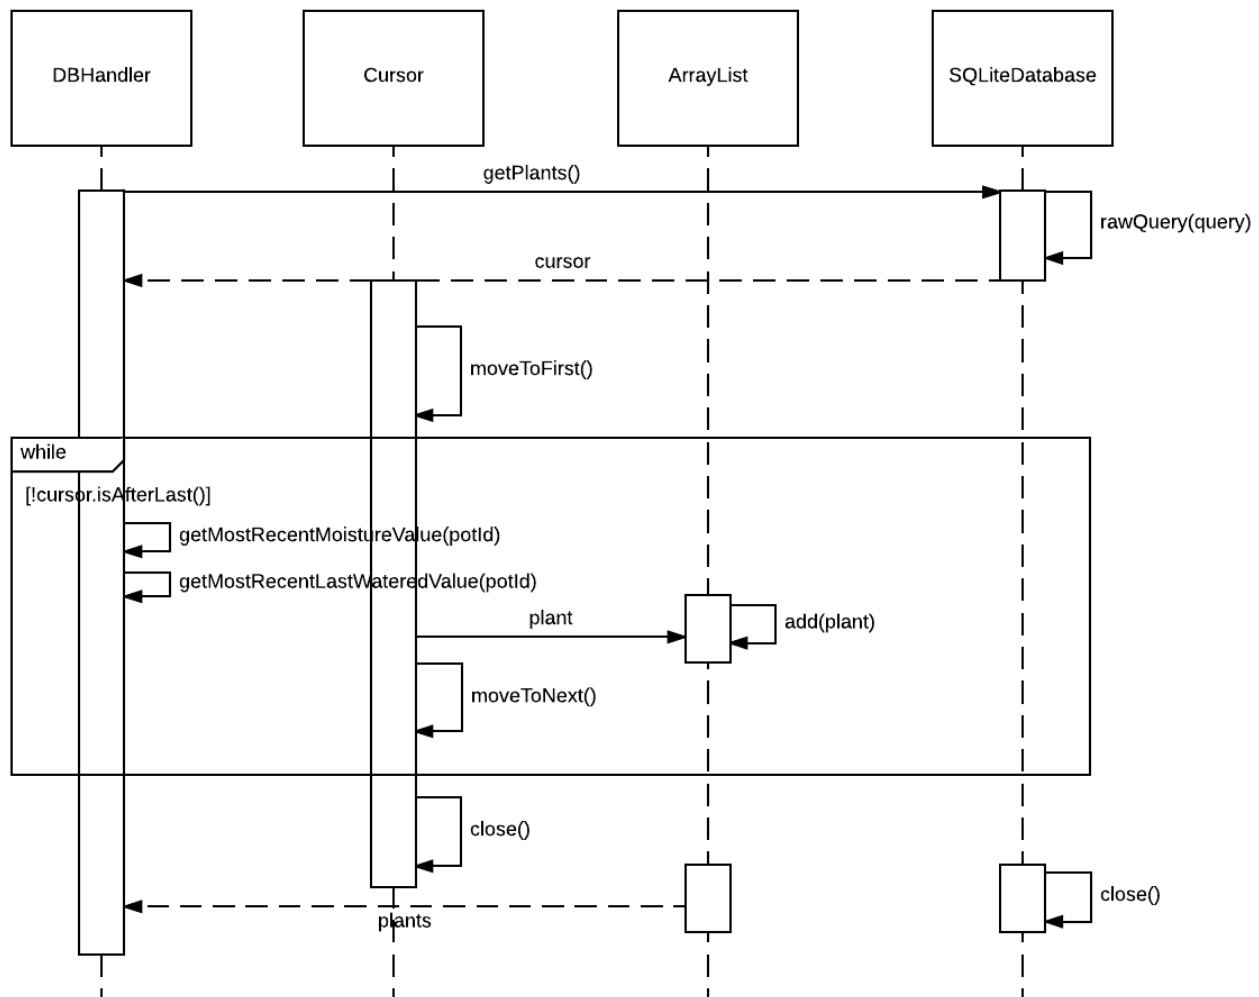 DBHandler
Cursor
ArrayList
SQLiteDatabase
getPlants()
rawQuery(query)
cursor
moveToFirst()
while
[!cursor.isAfterLast()]
getMostRecentMoistureValue(potId)
getMostRecentLastWateredValue(potId)
plant
add(plant)
moveToNext()
close()
close()
plants